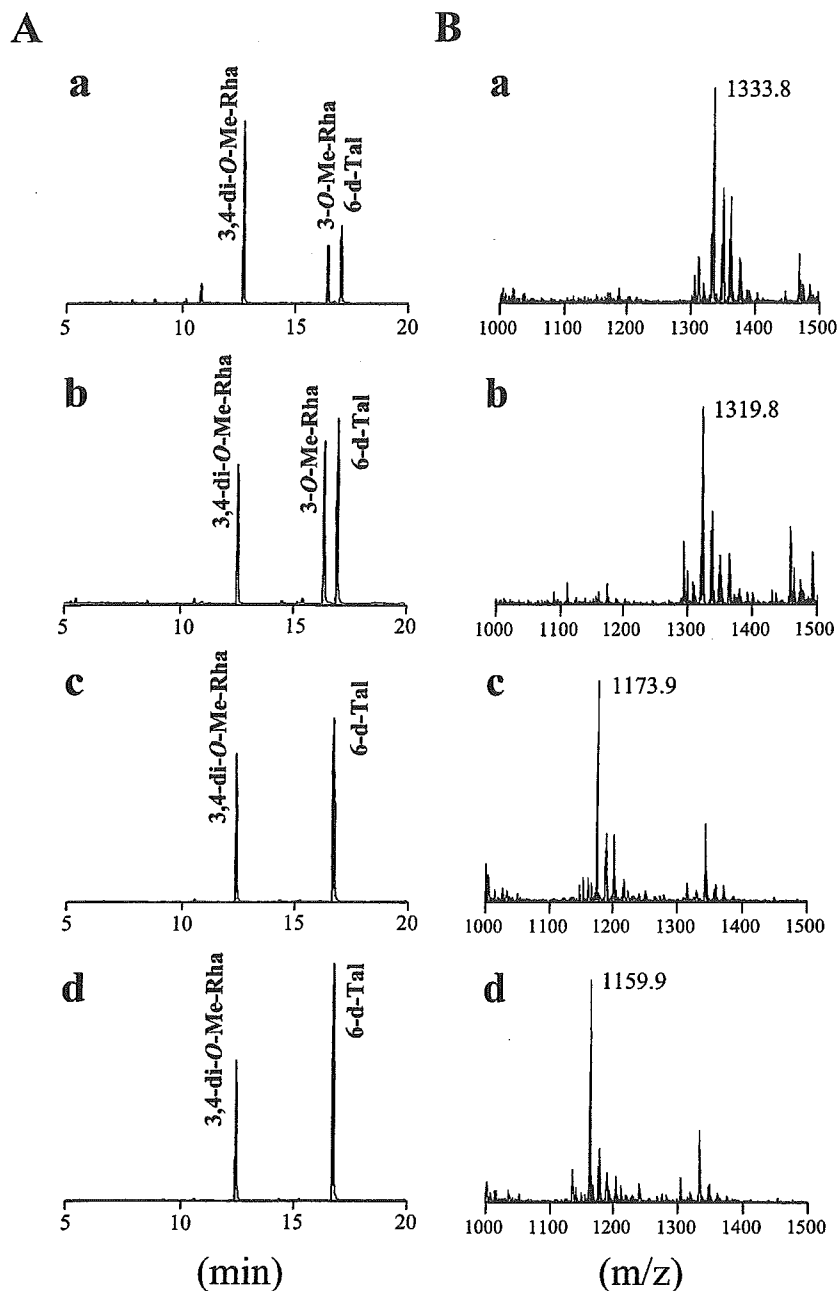 A
B
a
3,4-di-O-Me-Rha
3-O-Me-Rha
6-d-Tal
5 10 15 20
a
1333.8
1000 1100 1200 1300 1400 1500
b
3,4-di-O-Me-Rha
3-O-Me-Rha
6-d-Tal
5 10 15 20
b
1319.8
1000 1100 1200 1300 1400 1500
c
3,4-di-O-Me-Rha
6-d-Tal
5 10 15 20
c
1173.9
1000 1100 1200 1300 1400 1500
d
3,4-di-O-Me-Rha
6-d-Tal
5 10 15 20
d
1159.9
1000 1100 1200 1300 1400 1500
(min)
(m/z)